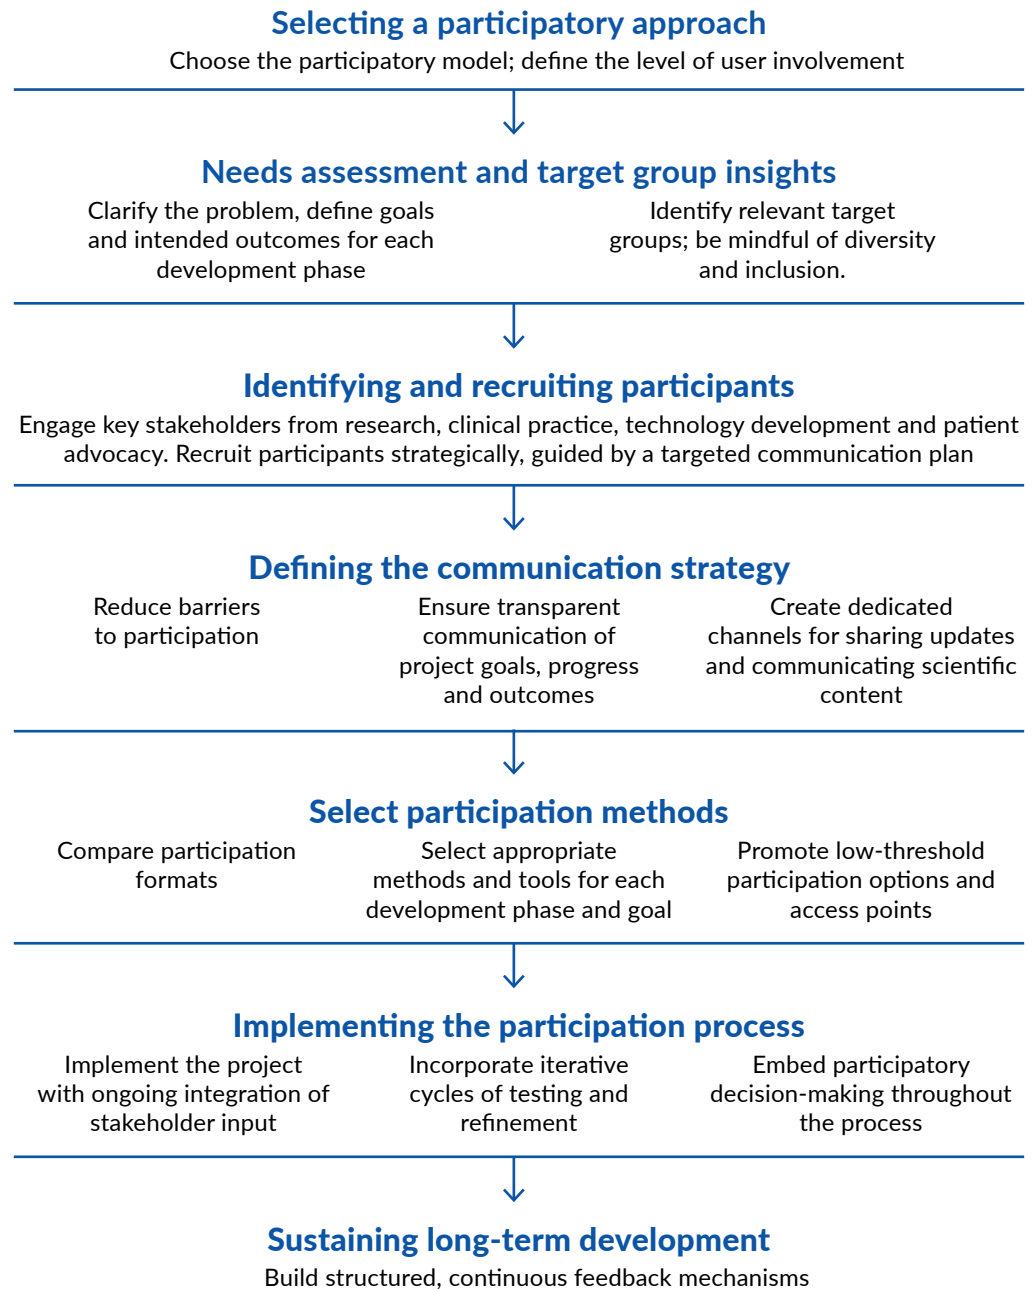 Selecting a participatory approach
Choose the participatory model; define the level of user involvement
Needs assessment and target group insights
Clarify the problem, define goals
and intended outcomes for each
development phase
Identify relevant target
groups; be mindful of diversity
and inclusion.
Identifying and recruiting participants
Engage key stakeholders from research, clinical practice, technology development and patient
advocacy. Recruit participants strategically, guided by a targeted communication plan
Defining the communication strategy
Reduce barriers
to participation
Ensure transparent
communication of
project goals, progress
and outcomes
Create dedicated
channels for sharing updates
and communicating scientific
content
Select participation methods
Compare participation
formats
Select appropriate
methods and tools for each
development phase and goal
Promote low-threshold
participation options and
access points
Implementing the participation process
Implement the project
with ongoing integration of
stakeholder input
Incorporate iterative
cycles of testing and
refinement
Embed participatory
decision-making throughout
the process
Sustaining long-term development
Build structured, continuous feedback mechanisms